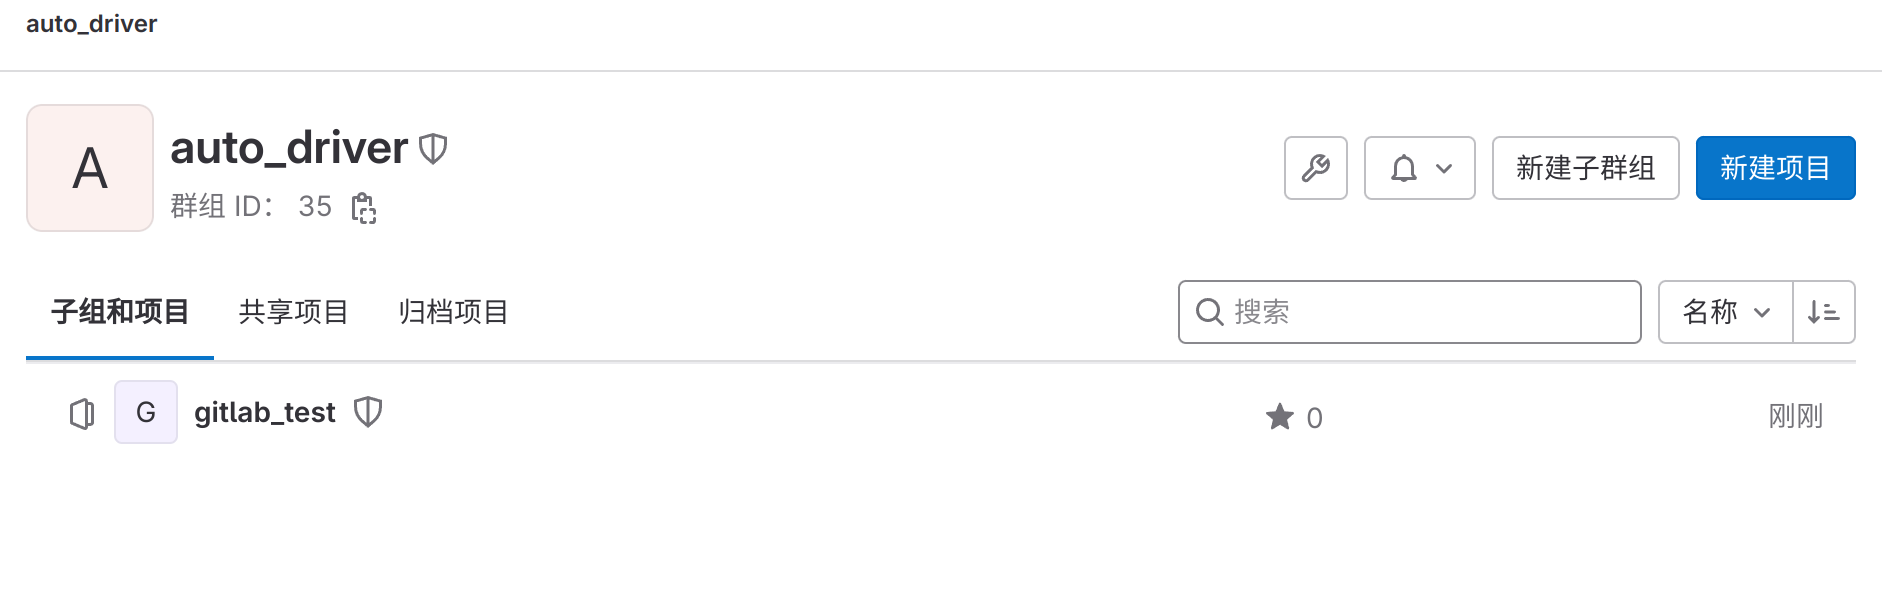 auto_driver
A
auto_driver
群组 ID： 35
新建子群组
新建项目
子组和项目 共享项目 归档项目
搜索
名称
G gitlab_test
0
刚刚